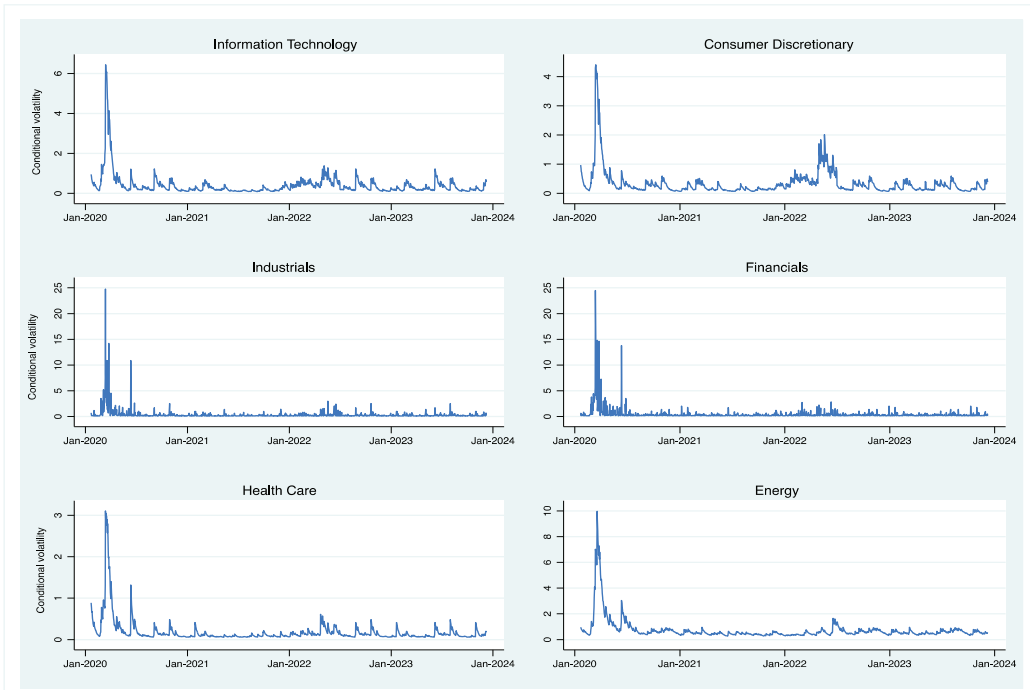 Information Technology
Conditional volatility
6
4
2
0
Jan-2020 Jan-2021 Jan-2022 Jan-2023 Jan-2024
Consumer Discretionary
4
3
2
1
0
Jan-2020 Jan-2021 Jan-2022 Jan-2023 Jan-2024
Industrials
Conditional volatility
25
20
15
10
5
0
Jan-2020 Jan-2021 Jan-2022 Jan-2023 Jan-2024
Financials
25
20
15
10
5
0
Jan-2020 Jan-2021 Jan-2022 Jan-2023 Jan-2024
Health Care
Conditional volatility
3
2
1
0
Jan-2020 Jan-2021 Jan-2022 Jan-2023 Jan-2024
Energy
10
8
6
4
2
0
Jan-2020 Jan-2021 Jan-2022 Jan-2023 Jan-2024